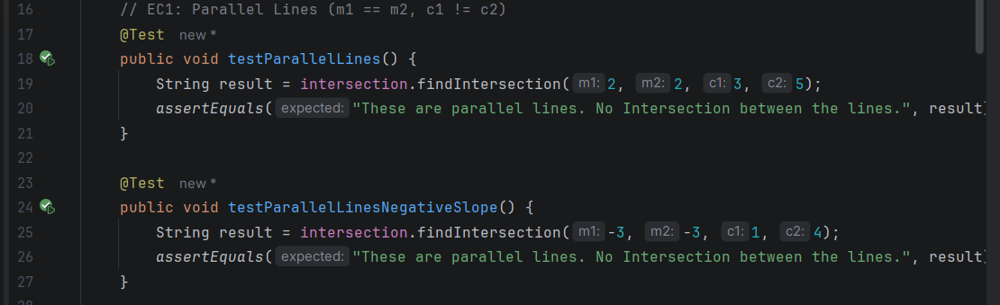 16 // EC1: Parallel Lines (m1 == m2, c1 != c2)
17 @Test new *
18 public void testParallelLines() {
19 String result = intersection.findIntersection( m1: 2, m2: 2, c1: 3, c2: 5);
20 assertEquals( expected: "These are parallel lines. No Intersection between the lines.", result)
21 }
22
23 @Test new *
24 public void testParallelLinesNegativeSlope() {
25 String result = intersection.findIntersection( m1: -3, m2: -3, c1: 1, c2: 4);
26 assertEquals( expected: "These are parallel lines. No Intersection between the lines.", result)
27 }
28